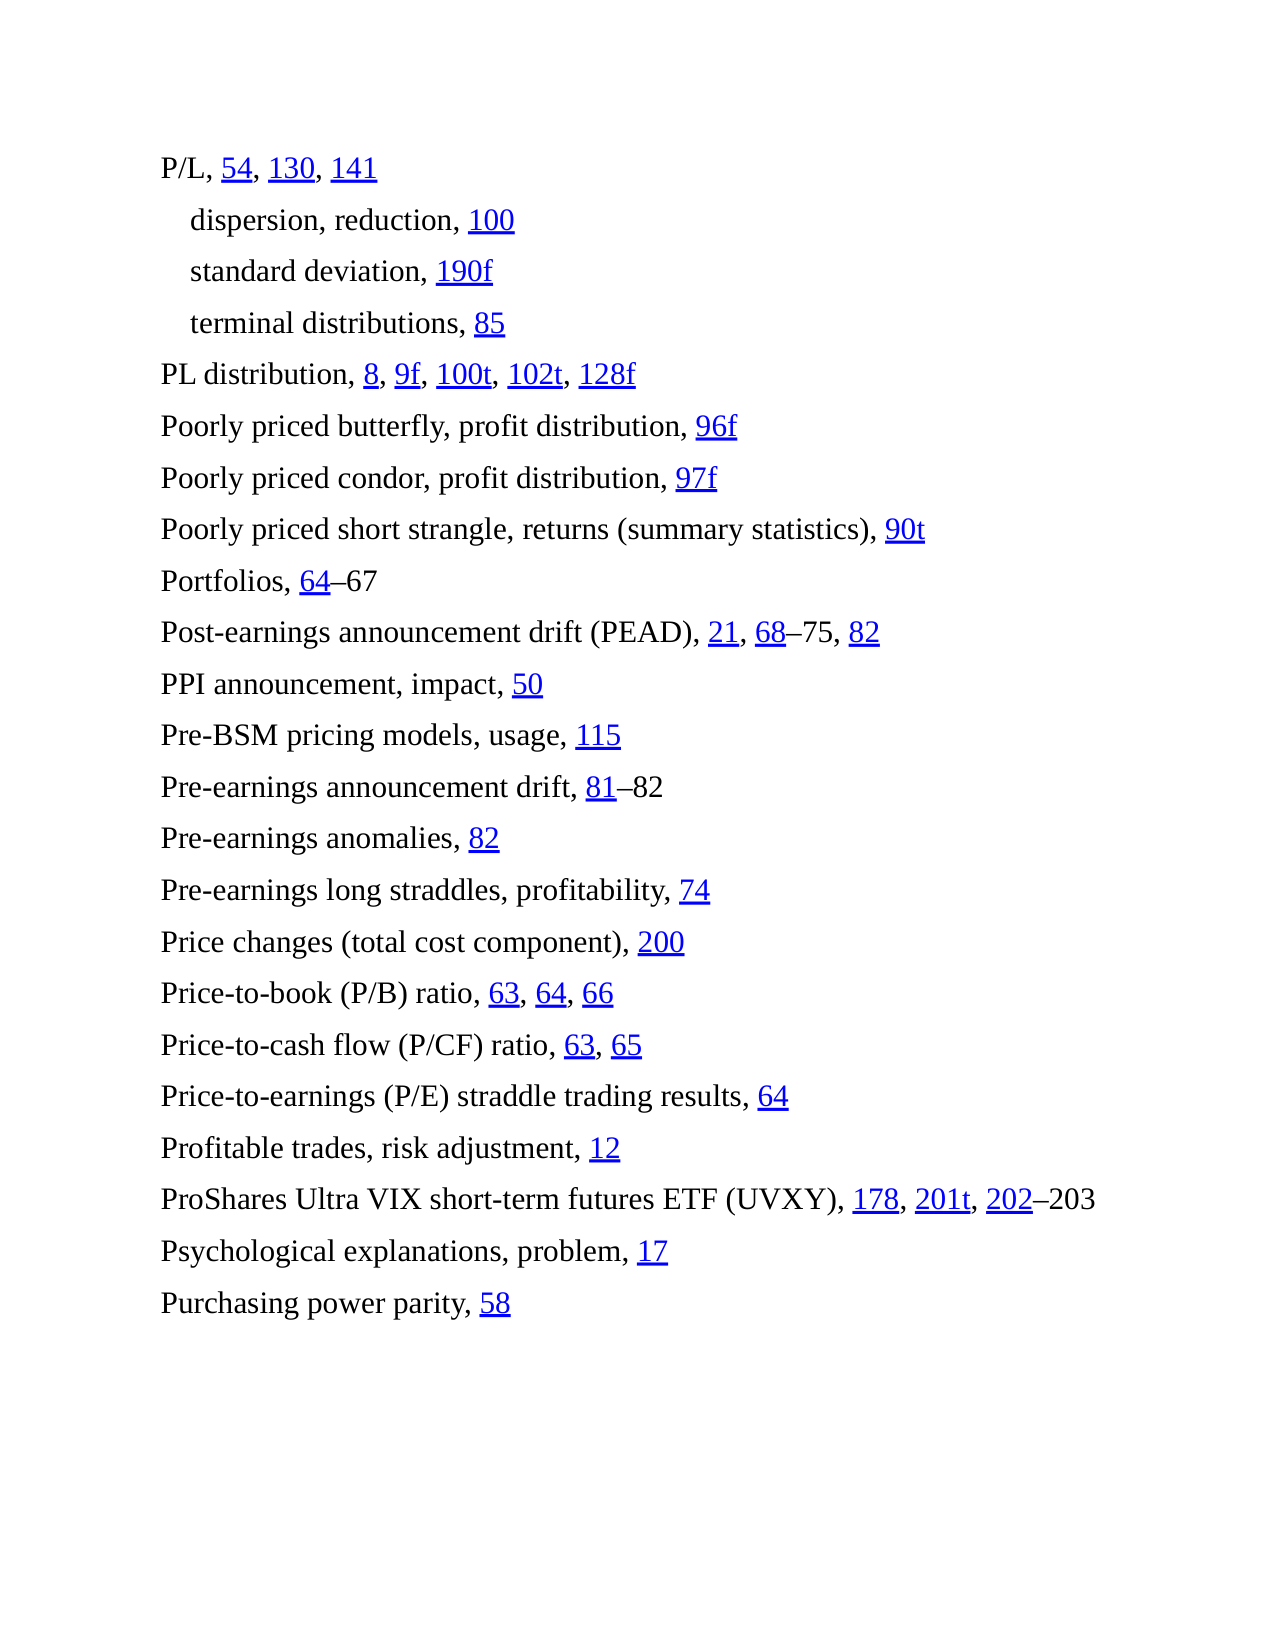 P/L, 54, 130, 141
dispersion, reduction, 100
standard deviation, 190f
terminal distributions, 85
PL distribution, 8, 9f, 100t, 102t, 128f
Poorly priced butterfly, profit distribution, 96f
Poorly priced condor, profit distribution, 97f
Poorly priced short strangle, returns (summary statistics), 90t
Portfolios, 64–67
Post-earnings announcement drift (PEAD), 21, 68–75, 82
PPI announcement, impact, 50
Pre-BSM pricing models, usage, 115
Pre-earnings announcement drift, 81–82
Pre-earnings anomalies, 82
Pre-earnings long straddles, profitability, 74
Price changes (total cost component), 200
Price-to-book (P/B) ratio, 63, 64, 66
Price-to-cash flow (P/CF) ratio, 63, 65
Price-to-earnings (P/E) straddle trading results, 64
Profitable trades, risk adjustment, 12
ProShares Ultra VIX short-term futures ETF (UVXY), 178, 201t, 202–203
Psychological explanations, problem, 17
Purchasing power parity, 58